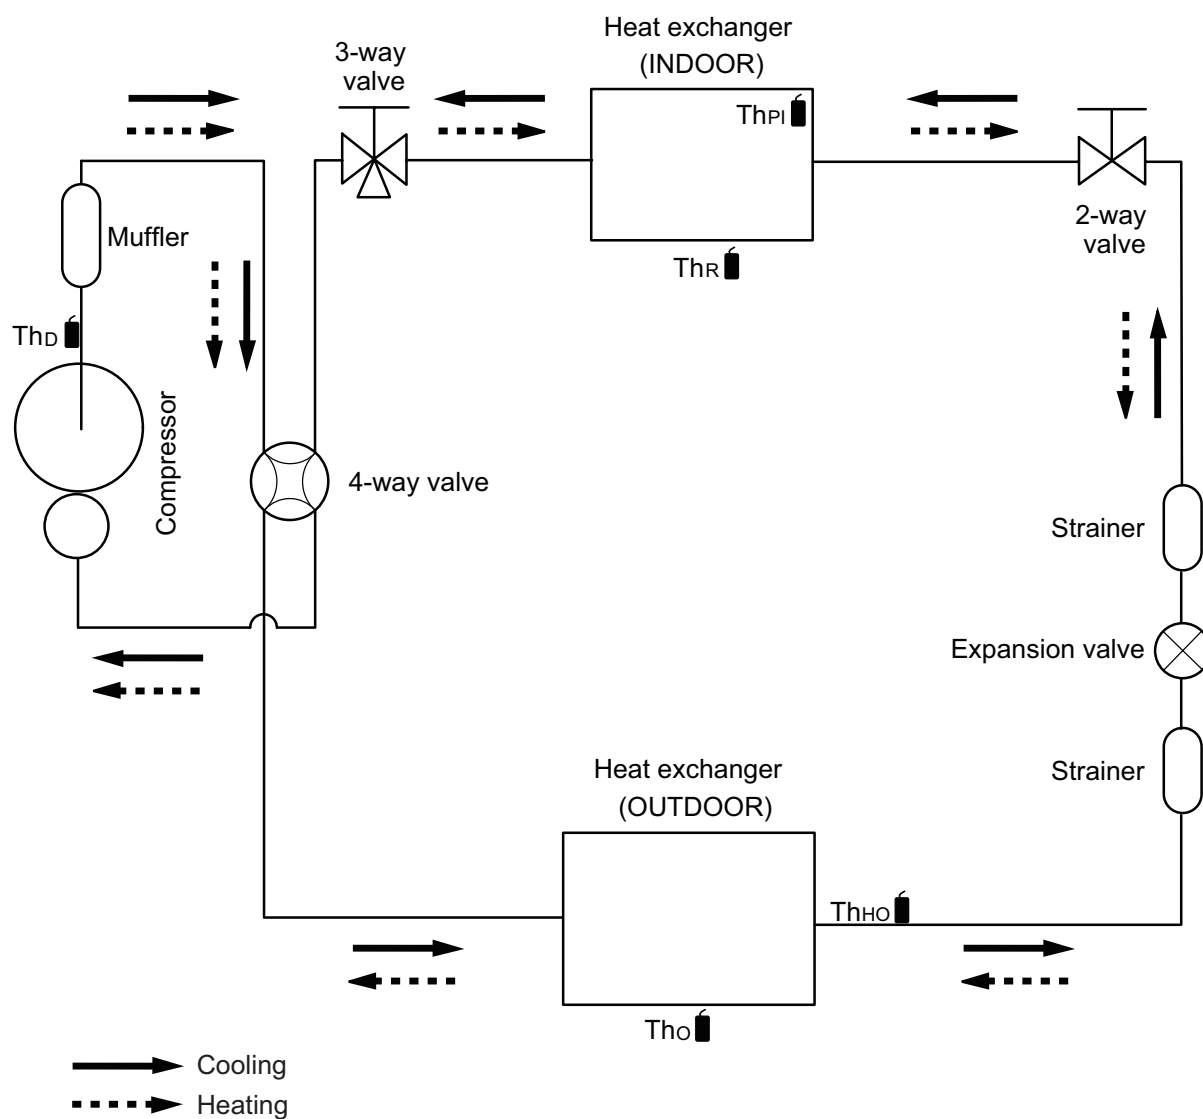 Heat exchanger
(INDOOR)
3-way
valve
ThPI
2-way
valve
Muffler
ThR
ThD
Compressor
4-way valve
Strainer
Expansion valve
Strainer
Heat exchanger
(OUTDOOR)
ThHO
ThO
Cooling
Heating